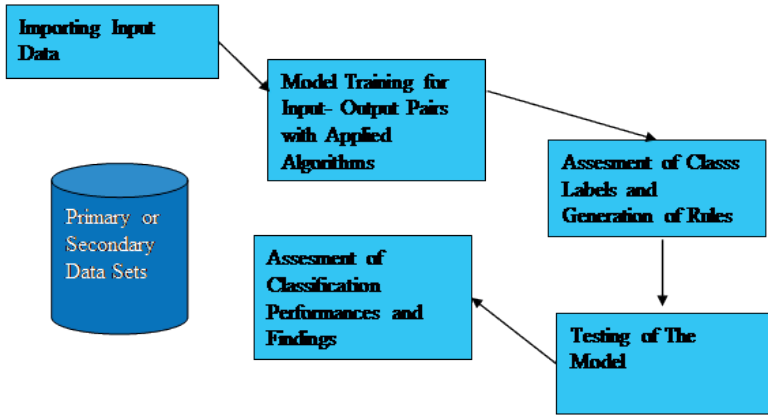 Importing Input
Data
Model Training for
Input- Output Pairs
with Applied
Algorithms
Assesment of Classs
Labels and
Generation of Rules
Testing of The
Model
Assesment of
Classification
Performances and
Findings
Primary or
Secondary
Data Sets